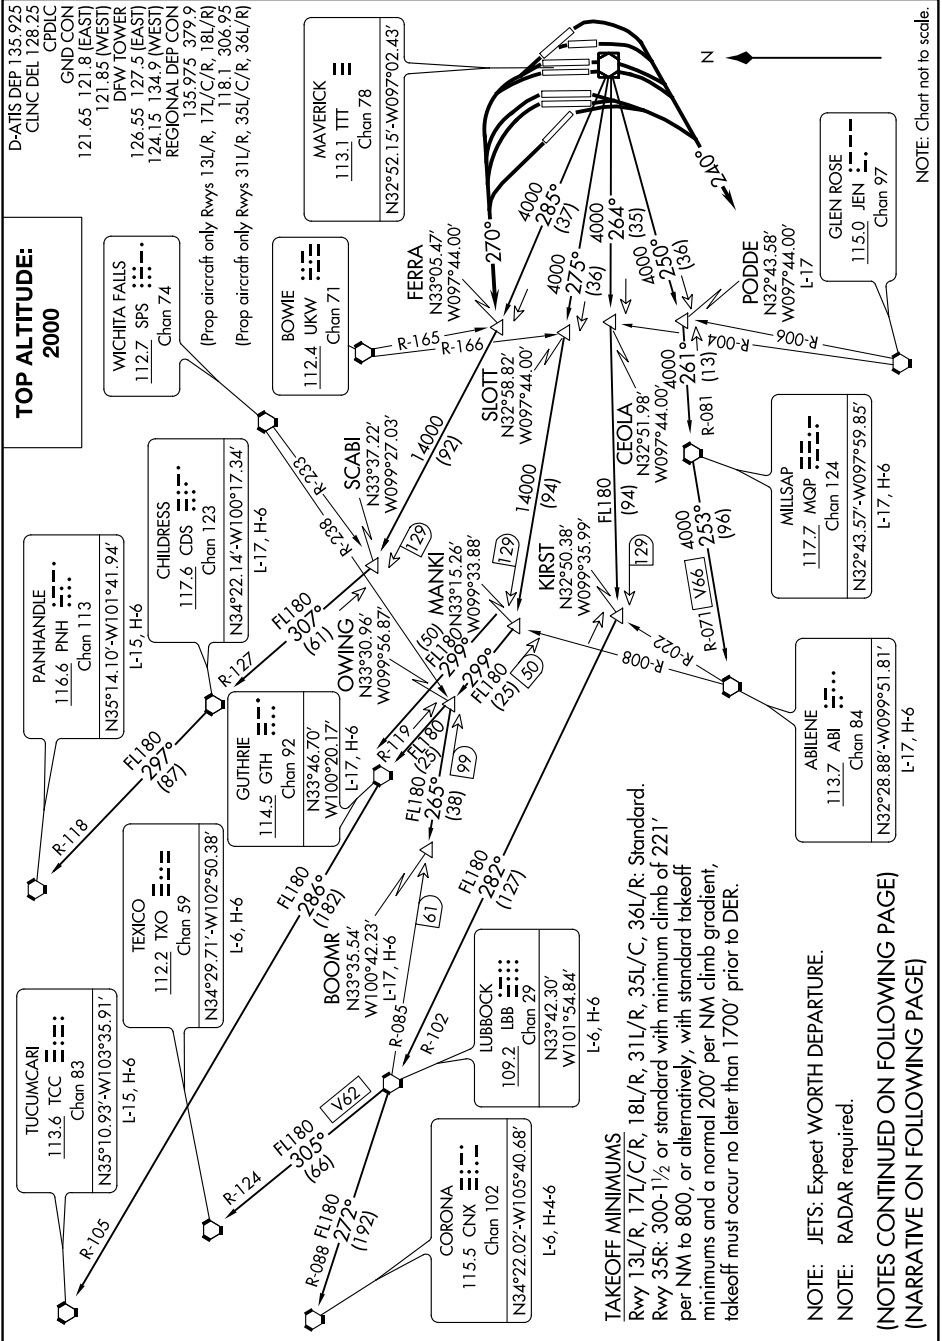 TOP ALTITUDE:
2000
D-ATIS DEP 135.925
CLNC DEL 128.25
CPDLC
GND CON
121.65 121.8 (EAST)
121.85 (WEST)
DFW TOWER
126.55 127.5 (EAST)
124.15 134.9 (WEST)
REGIONAL DEP CON
135.975 379.9
(Prop aircraft only Rwys 13L/R, 17L/C/R, 18L/R)
118.1 306.95
(Prop aircraft only Rwys 31L/R, 35L/C/R, 36L/R)
TUCUMCARI
113.6 TCC
Chan 83
N35°10.93'-W103°35.91'
L-15, H-6
TEXICO
112.2 TXO
Chan 59
N34°29.71'-W102°50.38'
L-6, H-6
PANHANDLE
116.6 PNH
Chan 113
N35°14.10'-W101°41.94'
L-15, H-6
CHILDRESS
117.6 CDS
Chan 123
N34°22.14'-W100°17.34'
L-17, H-6
WICHITA FALLS
112.7 SPS
Chan 74
BOWIE
112.4 UKW
Chan 71
MAVERICK
113.1 TTT
Chan 78
N32°52.15'-W097°02.43'
GUTHRIE
114.5 GTH
Chan 92
N33°46.70'
W100°20.17'
L-17, H-6
LUBBOCK
109.2 LBB
Chan 29
N33°42.30'
W101°54.84'
L-6, H-6
CORONA
115.5 CNX
Chan 102
N34°22.02'-W105°40.68'
L-6, H-4-6
ABILENE
113.7 ABI
Chan 84
N32°28.88'-W099°51.81'
L-17, H-6
MILLSAP
117.7 MQP
Chan 124
N32°43.57'-W097°59.85'
L-17, H-6
GLEN ROSE
115.0 JEN
Chan 97
FERRA
N33°05.47'
W097°44.00'
SLOTT
N32°58.82'
W097°44.00'
CEOLA
N32°51.98'
W097°44.00'
PODDE
N32°43.58'
W097°44.00'
L-17
SCABI
N33°37.22'
W099°27.03'
MANKI
N33°15.26'
W099°33.88'
KIRST
N32°50.38'
W099°35.99'
OWING
N33°30.96'
W099°56.87'
BOOMR
N33°35.54'
W100°42.23'
L-17, H-6
270°
240°
4000
285°
(37)
4000
275°
(36)
4000
264°
(35)
4000
250°
(36)
4000
261°
(13)
R-081
R-165
R-166
R-004
R-006
14000
(92)
14000
(94)
FL180
(94)
4000
253°
(96)
V66
R-071
R-022
R-008
129
129
129
R-233
R-238
FL180
307°
(61)
R-127
FL180
297°
(87)
R-118
(50)
FL180
299°
299°
FL180
(25)
50
R-119
FL180
(25)
99
FL180
265°
(38)
FL180
286°
(182)
R-105
FL180
282°
(127)
R-102
R-085
61
FL180
305°
(66)
V62
R-124
R-088
FL180
272°
(192)
N
NOTE: Chart not to scale.
TAKEOFF MINIMUMS
Rwy 13L/R, 17L/C/R, 18L/R, 31L/R, 35L/C, 36L/R: Standard.
Rwy 35R: 300-1½ or standard with minimum climb of 221'
per NM to 800, or alternatively, with standard takeoff
minimums and a normal 200' per NM climb gradient,
takeoff must occur no later than 1700' prior to DER.
NOTE: JETS: Expect WORTH DEPARTURE.
NOTE: RADAR required.
(NOTES CONTINUED ON FOLLOWING PAGE)
(NARRATIVE ON FOLLOWING PAGE)